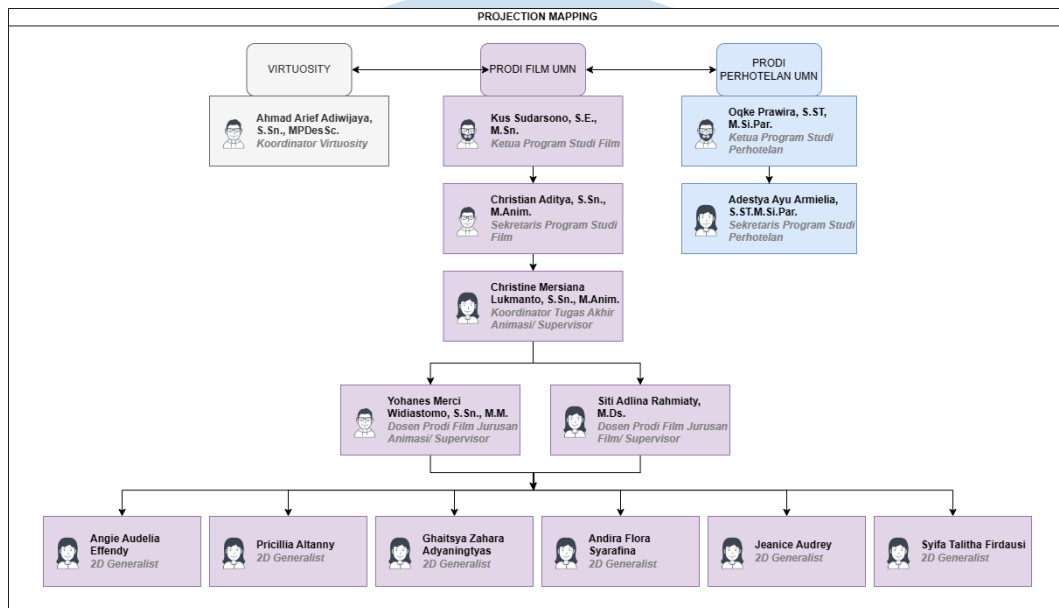 PROJECTION MAPPING
VIRTUOSITY
PRODI FILM UMN
PRODI
PERHOTELAN UMN
Ahmad Arief Adiwijaya,
S.Sn., MPDesSc.
Koordinator Virtuosity
Kus Sudarsono, S.E.,
M.Sn.
Ketua Program Studi Film
Oqke Prawira, S.ST,
M.Si.Par.
Ketua Program Studi
Perhotelan
Christian Aditya, S.Sn.,
M.Anim.
Sekretaris Program Studi
Film
Adestya Ayu Armielia,
S.ST.M.Si.Par.
Sekretaris Program Studi
Perhotelan
Christine Mersiana
Lukmanto, S.Sn., M.Anim.
Koordinator Tugas Akhir
Animasi/ Supervisor
Yohanes Merci
Widiastomo, S.Sn., M.M.
Dosen Prodi Film Jurusan
Animasi/ Supervisor
Siti Adlina Rahmiaty,
M.Ds.
Dosen Prodi Film Jurusan
Film/ Supervisor
Angie Audelia
Effendy
2D Generalist
Pricillia Altanny
2D Generalist
Ghaitsya Zahara
Adyaningtyas
2D Generalist
Andira Flora
Syarafina
2D Generalist
Jeanice Audrey
2D Generalist
Syifa Talitha Firdausi
2D Generalist